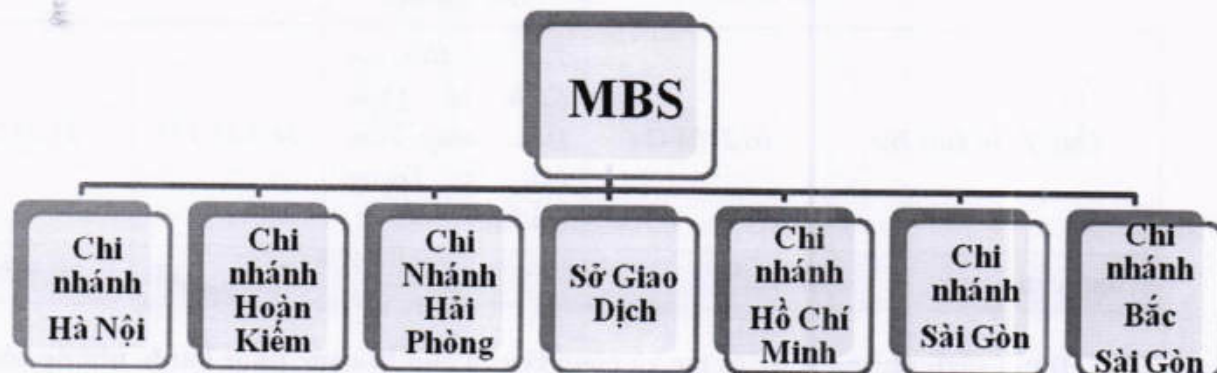 MBS
Chi
nhánh
Hà Nội
Chi
nhánh
Hoàn
Kiếm
Chi
Nhánh
Hải
Phòng
Sở Giao
Dịch
Chi
nhánh
Hồ Chí
Minh
Chi
nhánh
Sài Gòn
Chi
nhánh
Bắc
Sài Gòn